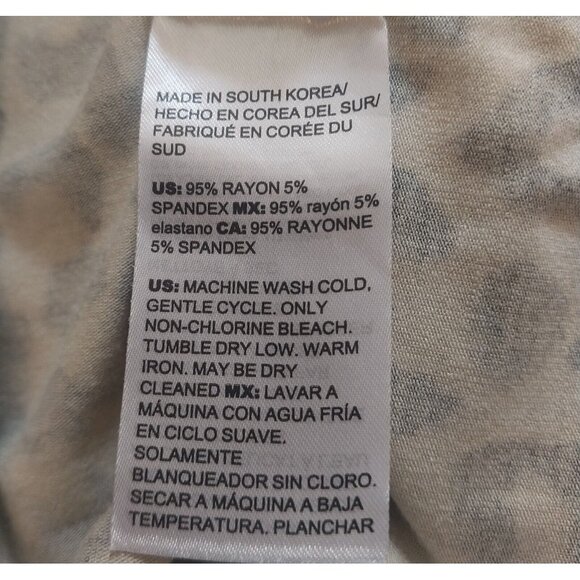 MADE IN SOUTH KOREA/
HECHO EN COREA DEL SUR/
FABRIQUÉ EN CORÉE DU
SUD
US: 95% RAYON 5%
SPANDEX MX: 95% rayón 5%
elastano CA: 95% RAYONNE
5% SPANDEX
US: MACHINE WASH COLD,
GENTLE CYCLE. ONLY
NON-CHLORINE BLEACH.
TUMBLE DRY LOW. WARM
IRON. MAY BE DRY
CLEANED MX: LAVAR A
MÁQUINA CON AGUA FRÍA
EN CICLO SUAVE.
SOLAMENTE
BLANQUEADOR SIN CLORO.
SECAR A MÁQUINA A BAJA
TEMPERATURA. PLANCHAR